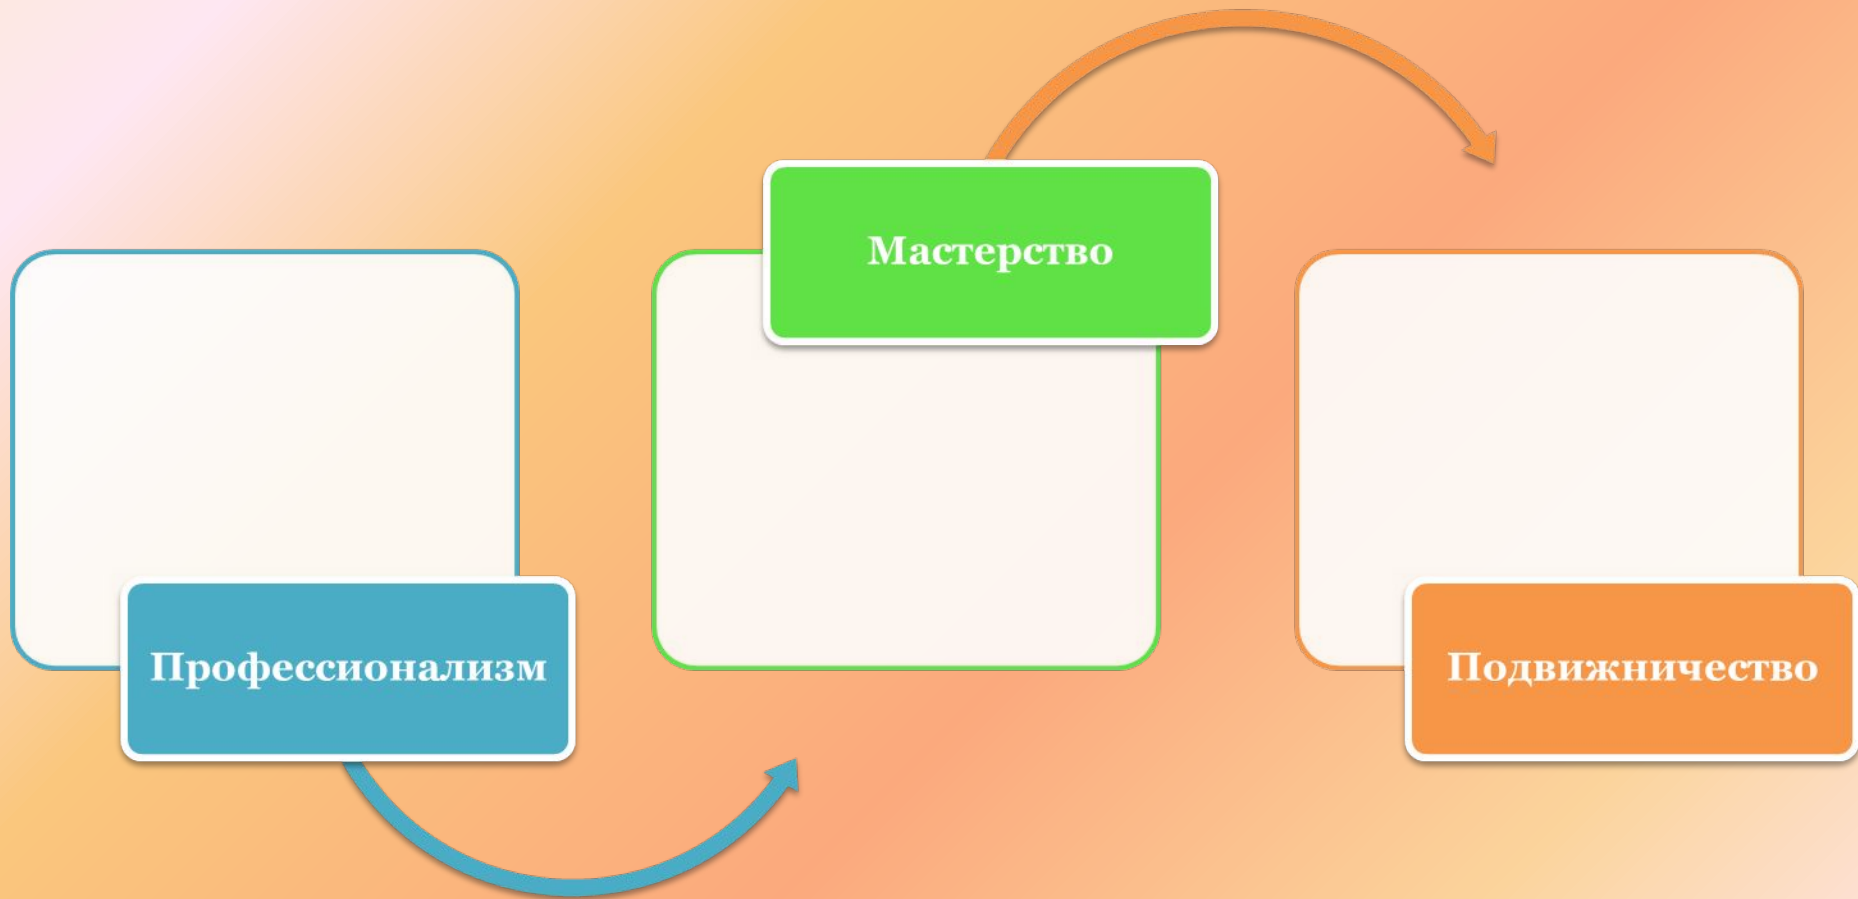 Профессионализм
Мастерство
Подвижничество